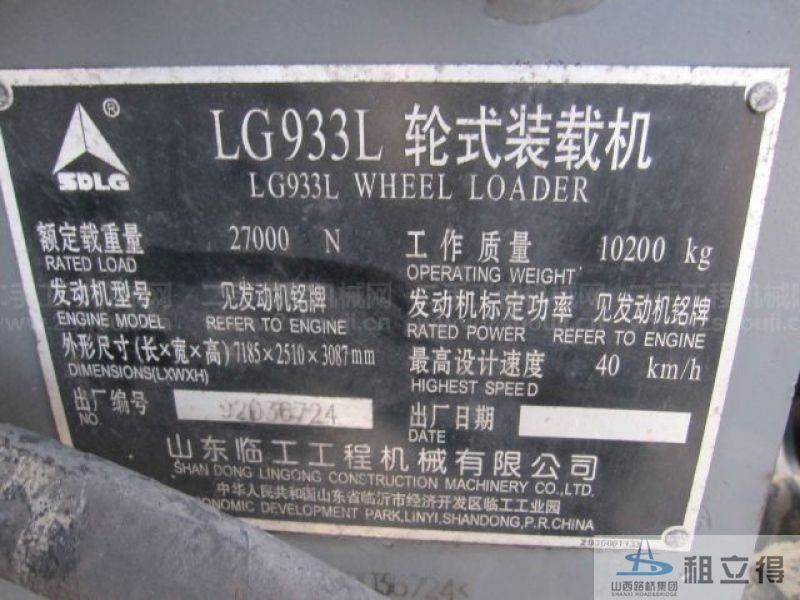 ®
SDLG
LG933L 轮式装载机
LG933L WHEEL LOADER
额定载重量 27000 N 工作质量 10200 kg
RATED LOAD OPERATING WEIGHT
发动机型号 见发动机铭牌 发动机标定功率 见发动机铭牌
ENGINE MODEL REFER TO ENGINE RATED POWER REFER TO ENGINE
外形尺寸(长×宽×高) 7185×2510×3087mm 最高设计速度 40 km/h
DIMENSIONS(LXWXH) HIGHEST SPEED
出厂编号 92036724 出厂日期
NO. DATE
山东临工工程机械有限公司
SHAN DONG LINGONG CONSTRUCTION MACHINERY CO.,LTD.
中华人民共和国山东省临沂市经济开发区临工工业园
DEVELOPMENT PARK,LINYI,SHANDONG,P.R.CHINA
山西路桥集团
SHANXI ROAD&BRIDGE
租立得